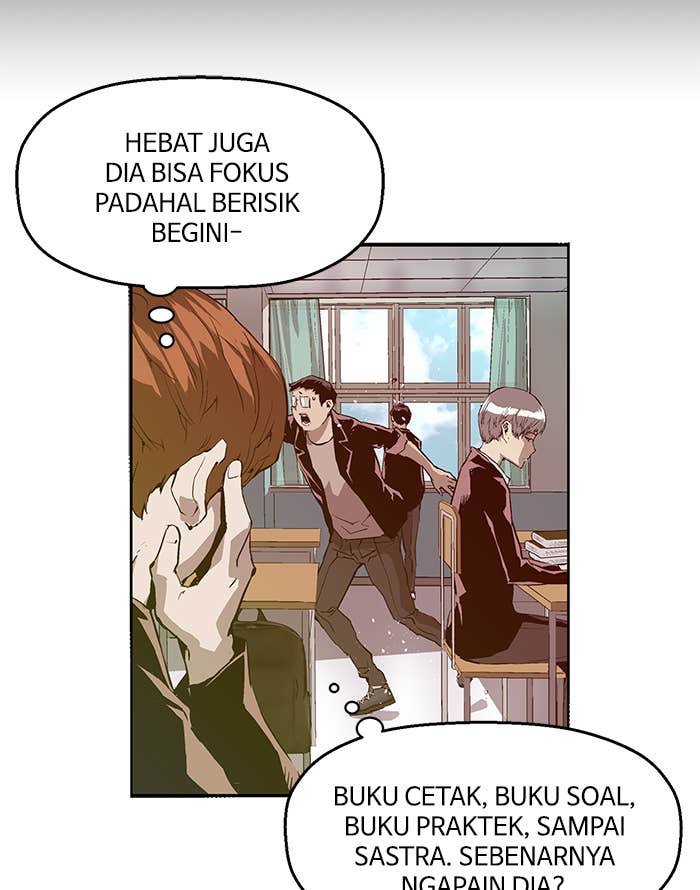 HEBAT JUGA
DIA BISA FOKUS
PADAHAL BERISIK
BEGINI-
BUKU CETAK, BUKU SOAL,
BUKU PRAKTEK, SAMPAI
SASTRA. SEBENARNYA
NGAPAIN DIA?